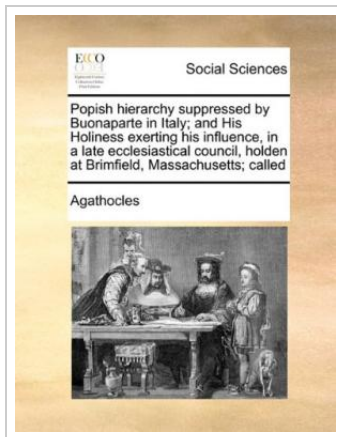 ECCO
Social Sciences
Popish hierarchy suppressed by
Buonaparte in Italy; and His
Holiness exerting his influence, in
a late ecclesiastical council, holden
at Brimfield, Massachusetts; called
Agathocles